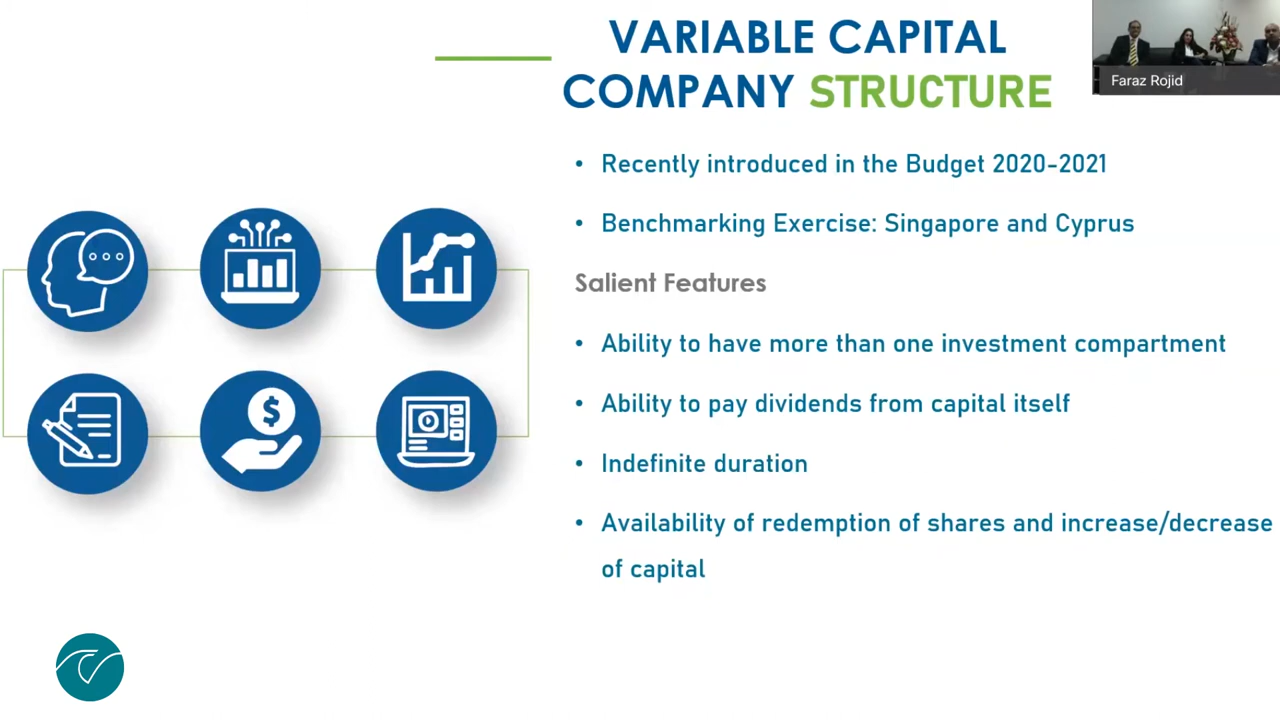 VARIABLE CAPITAL
COMPANY STRUCTURE
Faraz Rojid
• Recently introduced in the Budget 2020-2021
• Benchmarking Exercise: Singapore and Cyprus
Salient Features
• Ability to have more than one investment compartment
• Ability to pay dividends from capital itself
• Indefinite duration
• Availability of redemption of shares and increase/decrease
of capital
$